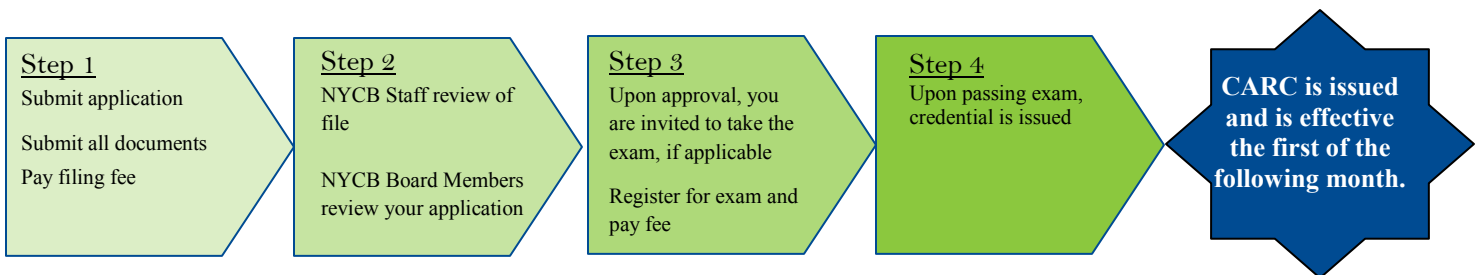 Step 1
Submit application
Submit all documents
Pay filing fee
Step 2
NYCB Staff review of
file
NYCB Board Members
review your application
Step 3
Upon approval, you
are invited to take the
exam, if applicable
Register for exam and
pay fee
Step 4
Upon passing exam,
credential is issued
CARC is issued
and is effective
the first of the
following month.